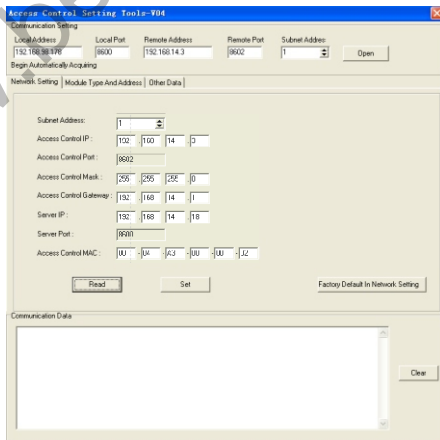 Access Control Setting Tools-V04
Communication Setting
Local Address Local Port Remote Address Remote Port Subnet Addres
192.168.98.178 8600 192.168.14.3 8602 1 Open
Begin Automatically Acquiring
Network Setting Module Type And Address Other Data
Subnet Address: 1
Access Control IP : 192 . 168 . 14 . 3
Access Control Port : 8602
Access Control Mask : 255 . 255 . 255 . 0
Access Control Gateway : 192 . 168 . 14 . 1
Server IP : 192 . 168 . 14 . 18
Server Port : 8600
Access Control MAC : 00 - 04 - A3 - 00 - 00
Read Set Factory Default In Network Setting
Communication Data
Clear